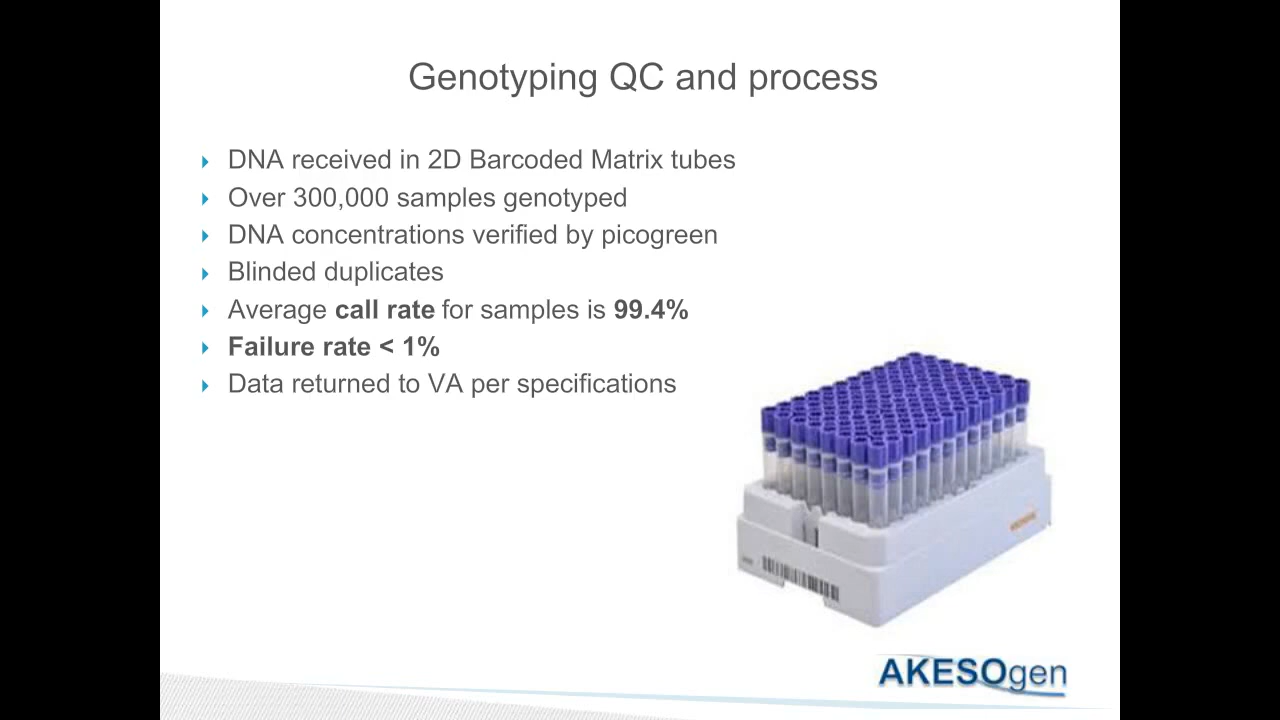 Genotyping QC and process
DNA received in 2D Barcoded Matrix tubes
Over 300,000 samples genotyped
DNA concentrations verified by picogreen
Blinded duplicates
Average call rate for samples is 99.4%
Failure rate < 1%
Data returned to VA per specifications
AKESOgen